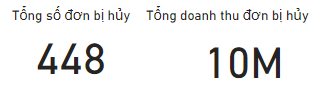 Tổng số đơn bị hủy
Tổng doanh thu đơn bị hủy
448
10M